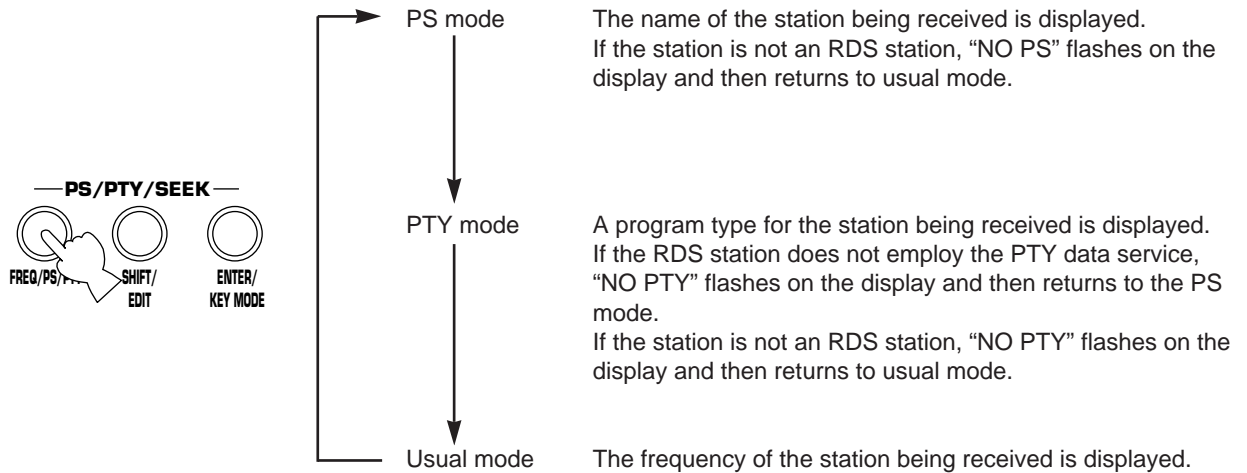 PS mode
The name of the station being received is displayed.
If the station is not an RDS station, “NO PS” flashes on the
display and then returns to usual mode.
PS/PTY/SEEK
FREQ/PS/
SHIFT/
EDIT
ENTER/
KEY MODE
PTY mode
A program type for the station being received is displayed.
If the RDS station does not employ the PTY data service,
“NO PTY” flashes on the display and then returns to the PS
mode.
If the station is not an RDS station, “NO PTY” flashes on the
display and then returns to usual mode.
Usual mode
The frequency of the station being received is displayed.